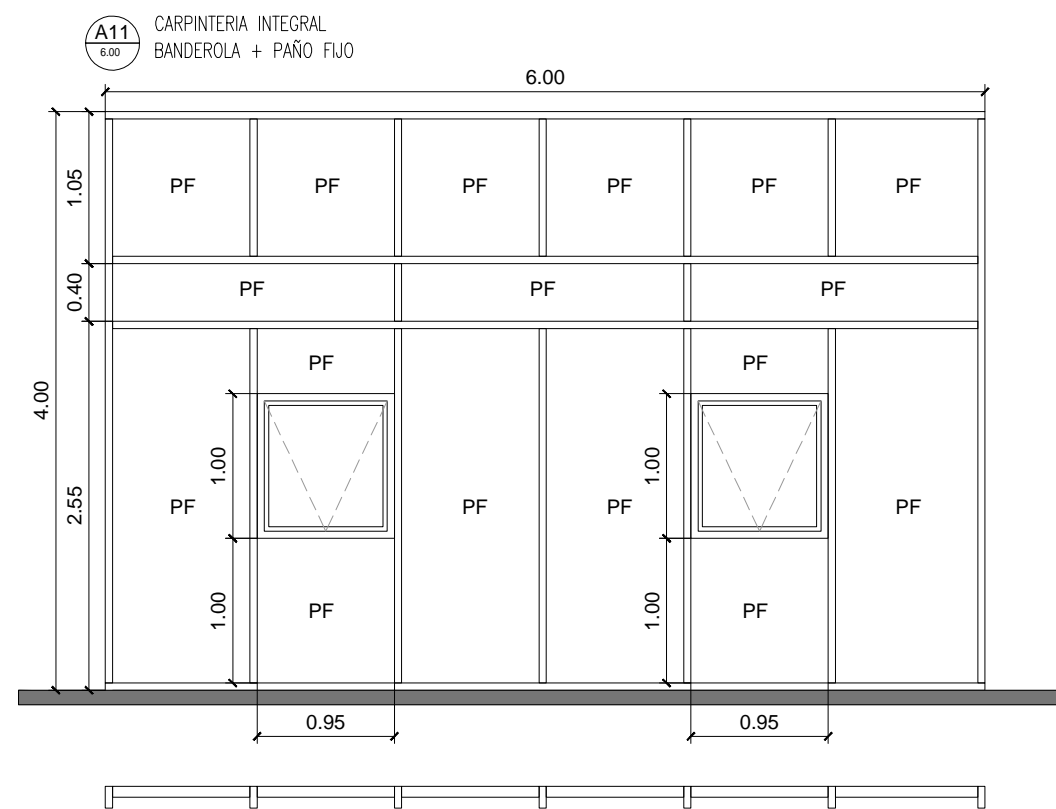 A11
6.00
CARPINTERIA INTEGRAL
BANDEROLA + PAÑO FIJO
6.00
PF PF PF PF PF PF
1.05
PF PF PF
0.40
PF PF
4.00
1.00 1.00
2.55
PF PF PF PF
1.00 1.00
PF PF
0.95 0.95